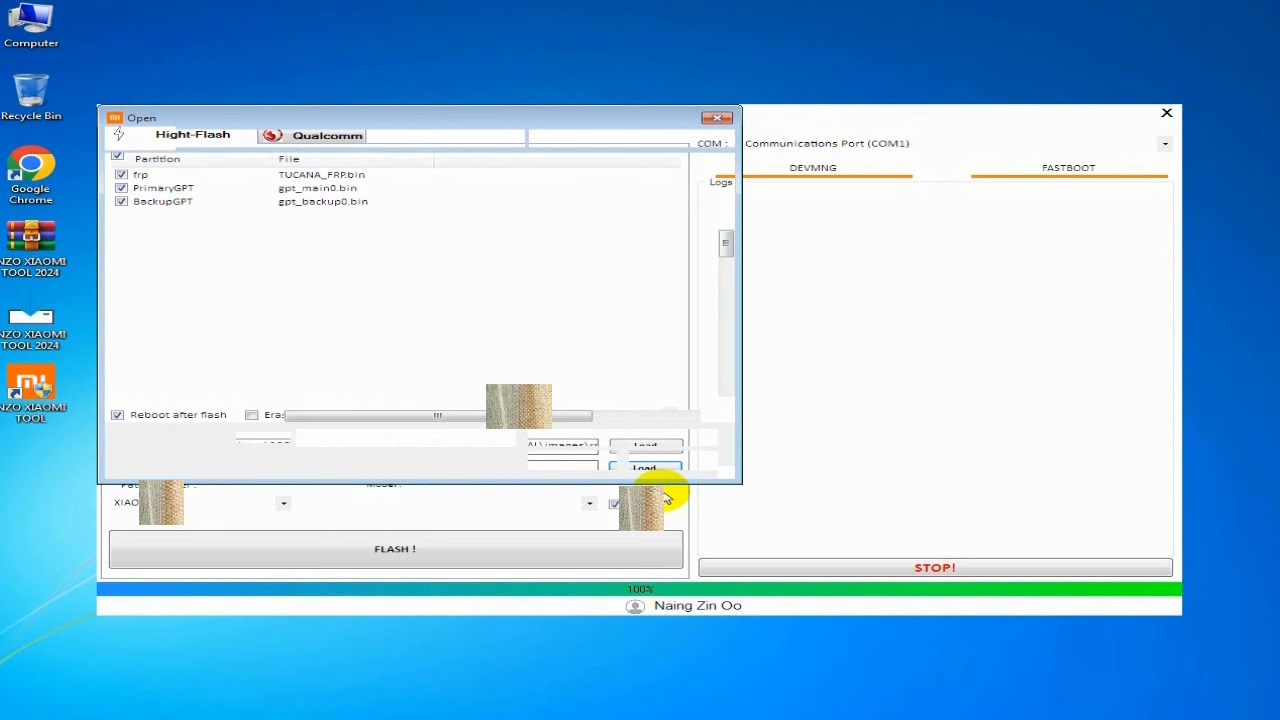 Computer
Recycle Bin
Google
Chrome
NZO XIAOMI
TOOL 2024
NZO XIAOMI
TOOL 2024
NZO XIAOMI
TOOL
Open
Hight-Flash
Qualcomm
Partition File
frp TUCANA_FRP.bin
PrimaryGPT gpt_main0.bin
BackupGPT gpt_backup0.bin
Reboot after flash
Load
Load
XIAO
FLASH !
COM : Communications Port (COM1)
DEVMNG FASTBOOT
Logs
STOP!
100%
Naing Zin Oo